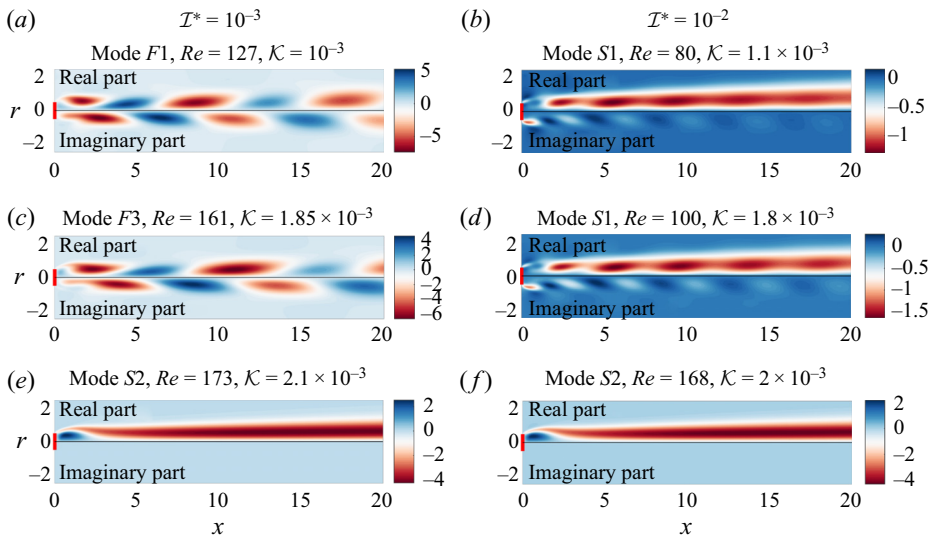 ℐ* = 10⁻³
ℐ* = 10⁻²
(a) Mode F1, Re = 127, 𝒦 = 10⁻³
Real part
Imaginary part
r
2
0
−2
0 5 10 15 20
x
5
0
−5
(b) Mode S1, Re = 80, 𝒦 = 1.1 × 10⁻³
Real part
Imaginary part
2
0
−2
0 5 10 15 20
x
0
−0.5
−1
(c) Mode F3, Re = 161, 𝒦 = 1.85 × 10⁻³
Real part
Imaginary part
r
2
0
−2
0 5 10 15 20
x
4
2
0
−2
−4
−6
(d) Mode S1, Re = 100, 𝒦 = 1.8 × 10⁻³
Real part
Imaginary part
2
0
−2
0 5 10 15 20
x
0
−0.5
−1.0
−1.5
(e) Mode S2, Re = 173, 𝒦 = 2.1 × 10⁻³
Real part
Imaginary part
r
2
0
−2
0 5 10 15 20
x
2
0
−2
−4
(f) Mode S2, Re = 168, 𝒦 = 2 × 10⁻³
Real part
Imaginary part
2
0
−2
0 5 10 15 20
x
2
0
−2
−4